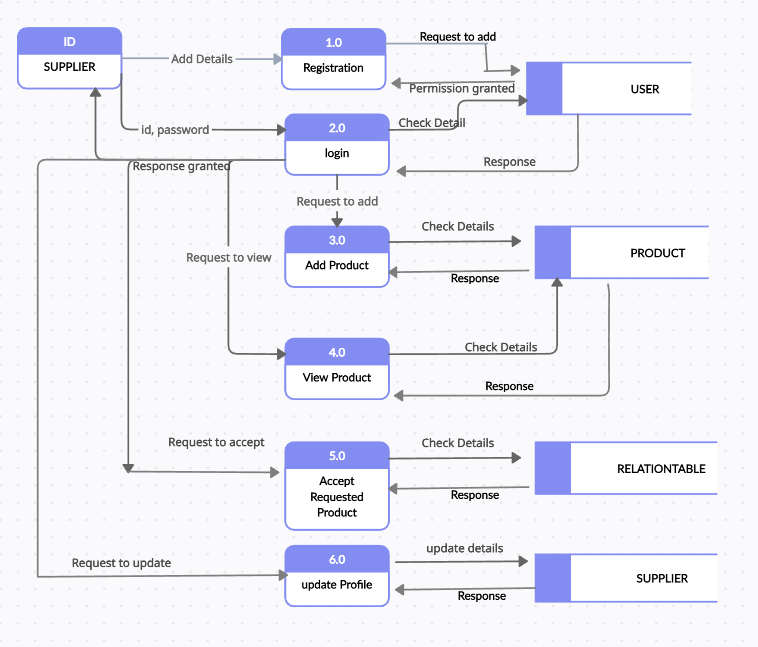 ID
SUPPLIER
Add Details
1.0
Registration
Request to add
Permission granted
USER
id, password
2.0
login
Check Detail
Response granted
Response
Request to add
3.0
Add Product
Check Details
Response
PRODUCT
Request to view
4.0
View Product
Check Details
Response
Request to accept
5.0
Accept
Requested
Product
Check Details
Response
RELATIONTABLE
Request to update
6.0
update Profile
update details
Response
SUPPLIER